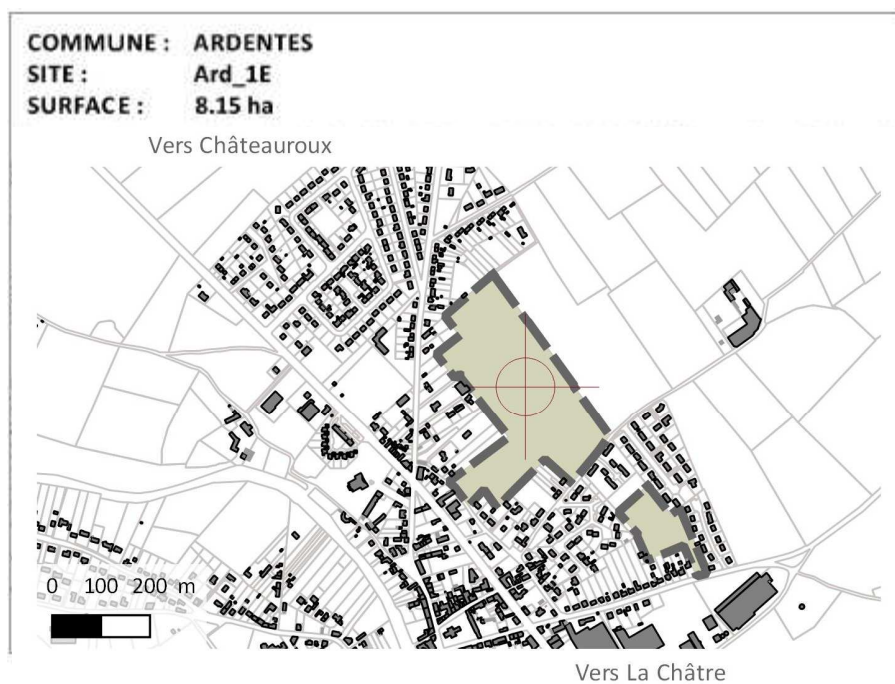 COMMUNE : ARDENTES
SITE : Ard_1E
SURFACE : 8.15 ha
Vers Châteauroux
0 100 200 m
Vers La Châtre